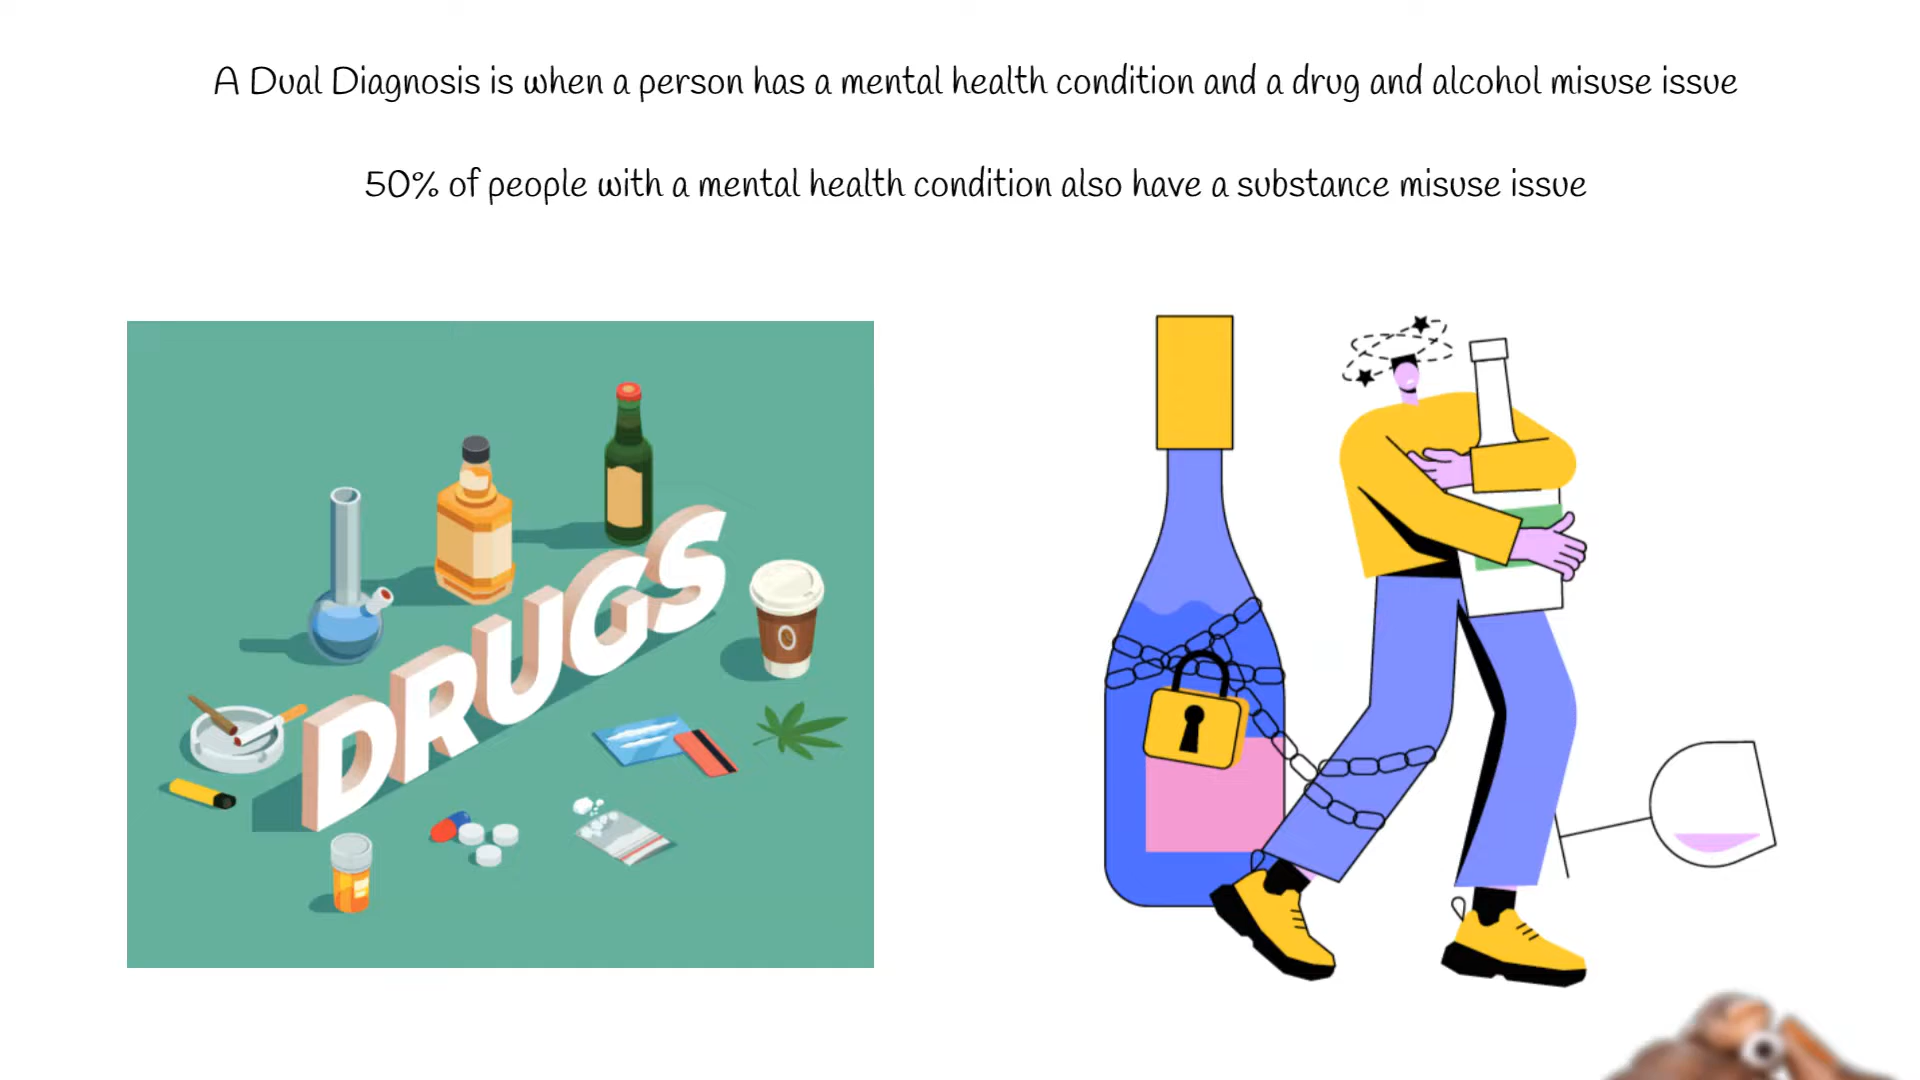 A Dual Diagnosis is when a person has a mental health condition and a drug and alcohol misuse issue
50% of people with a mental health condition also have a substance misuse issue
DRUGS